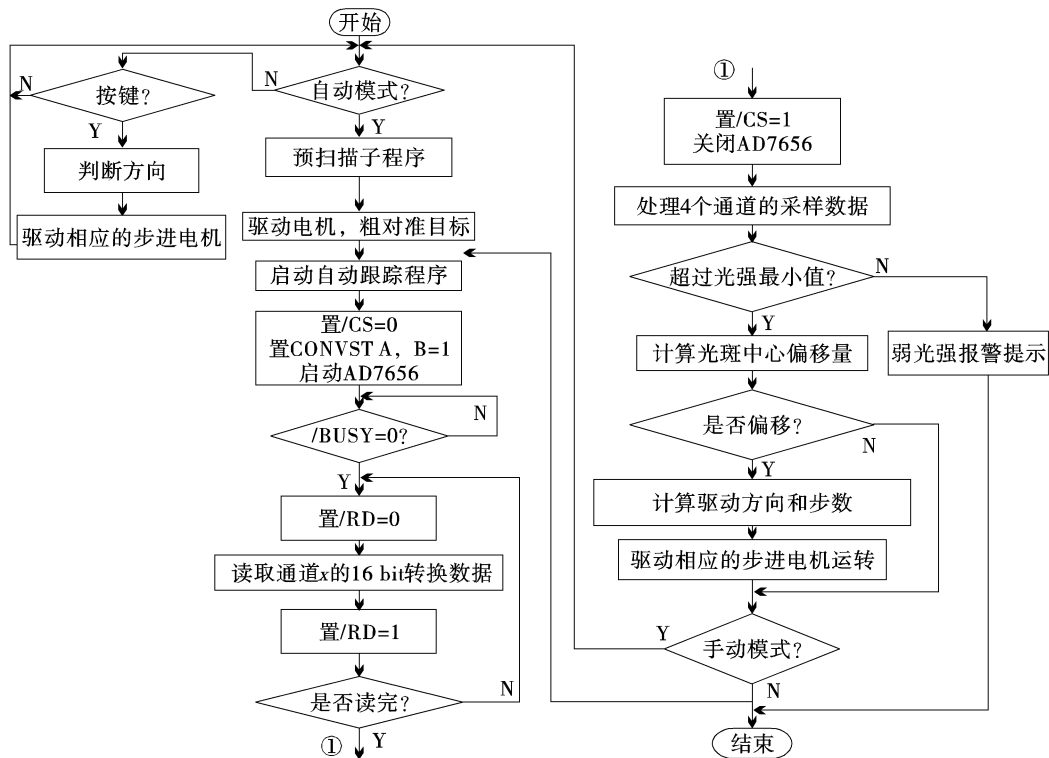 开始
自动模式?
N
Y
按键?
N
Y
判断方向
驱动相应的步进电机
预扫描子程序
驱动电机，粗对准目标
启动自动跟踪程序
置/CS=0
置CONVST A，B=1
启动AD7656
/BUSY=0?
N
Y
置/RD=0
读取通道x的16 bit转换数据
置/RD=1
是否读完?
N
Y
①
①
置/CS=1
关闭AD7656
处理4个通道的采样数据
超过光强最小值?
N
Y
弱光强报警提示
计算光斑中心偏移量
是否偏移?
N
Y
计算驱动方向和步数
驱动相应的步进电机运转
手动模式?
Y
N
结束